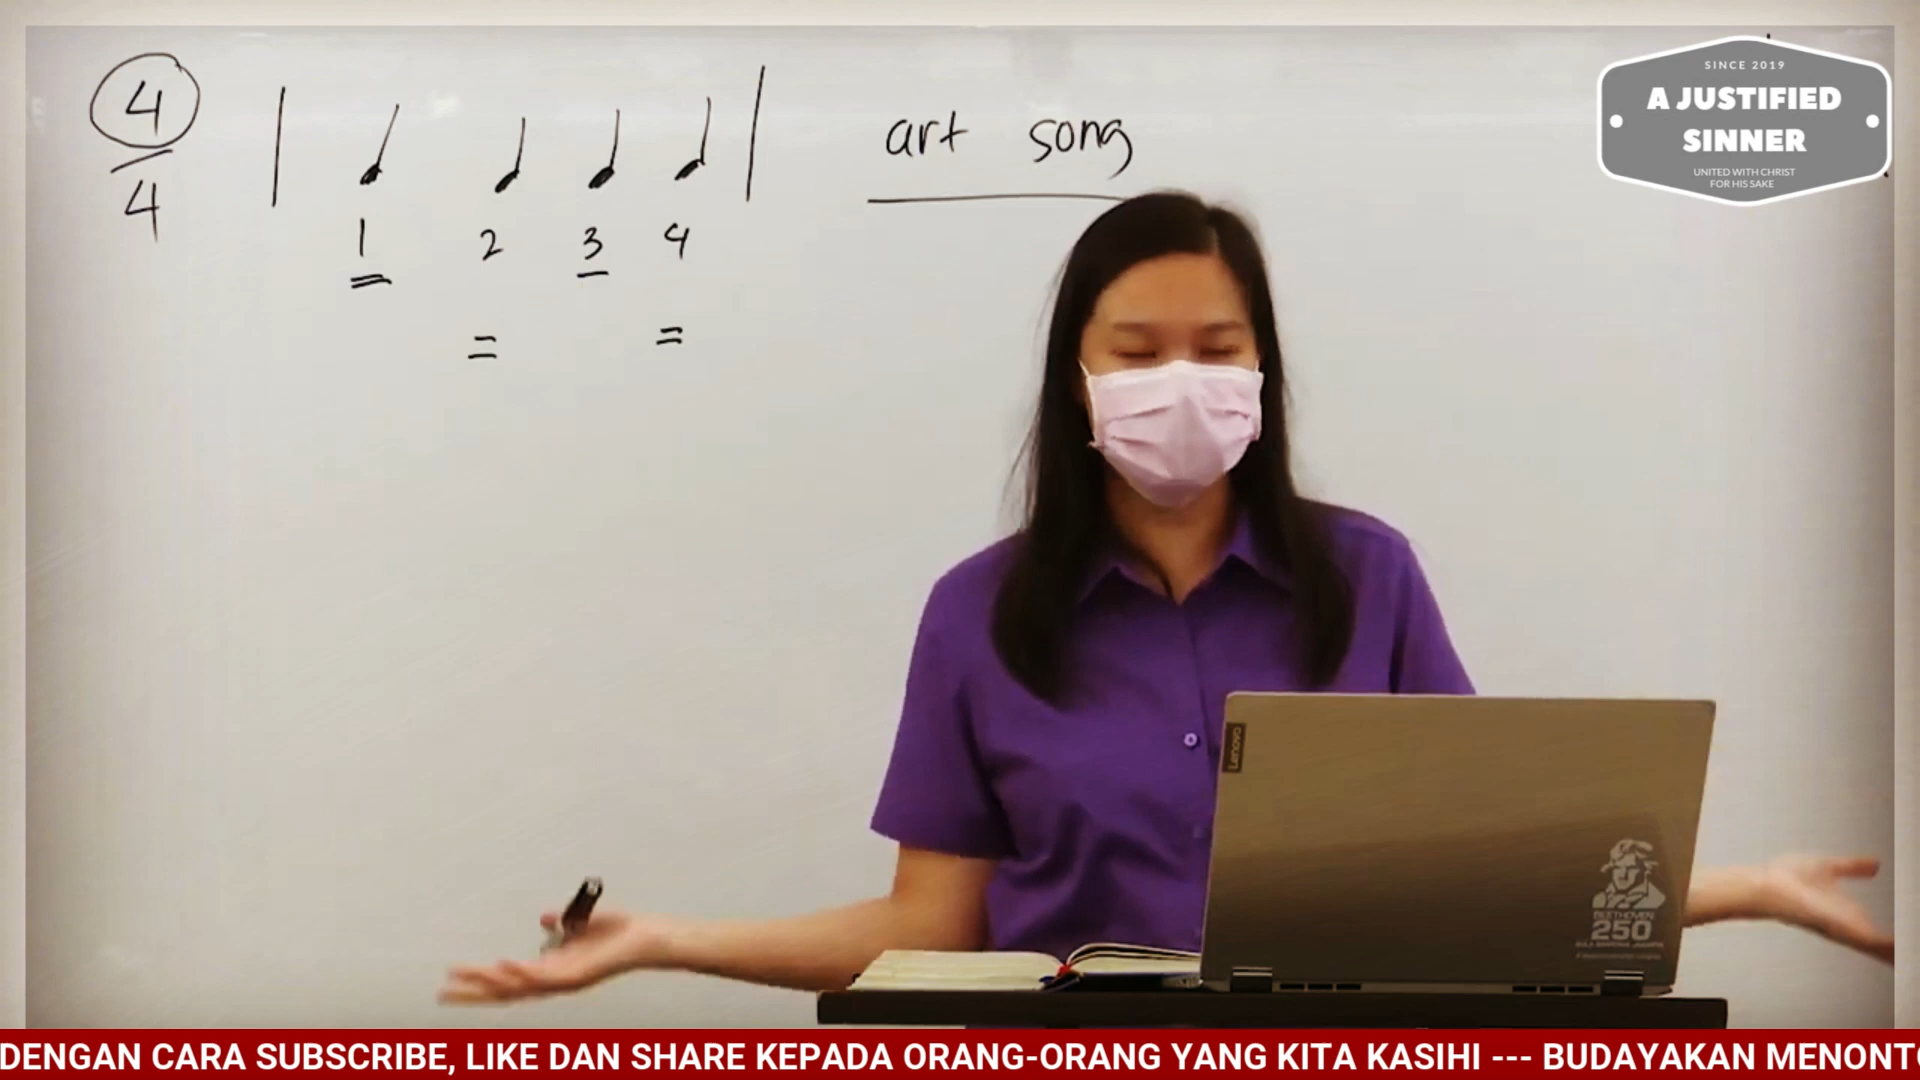 4
4
1 2 3 4
= =
art song
SINCE 2019
A JUSTIFIED
SINNER
UNITED WITH CHRIST
FOR HIS SAKE
Lenovo
BEETHOVEN
250
DENGAN CARA SUBSCRIBE, LIKE DAN SHARE KEPADA ORANG-ORANG YANG KITA KASIHI --- BUDAYAKAN MENONT